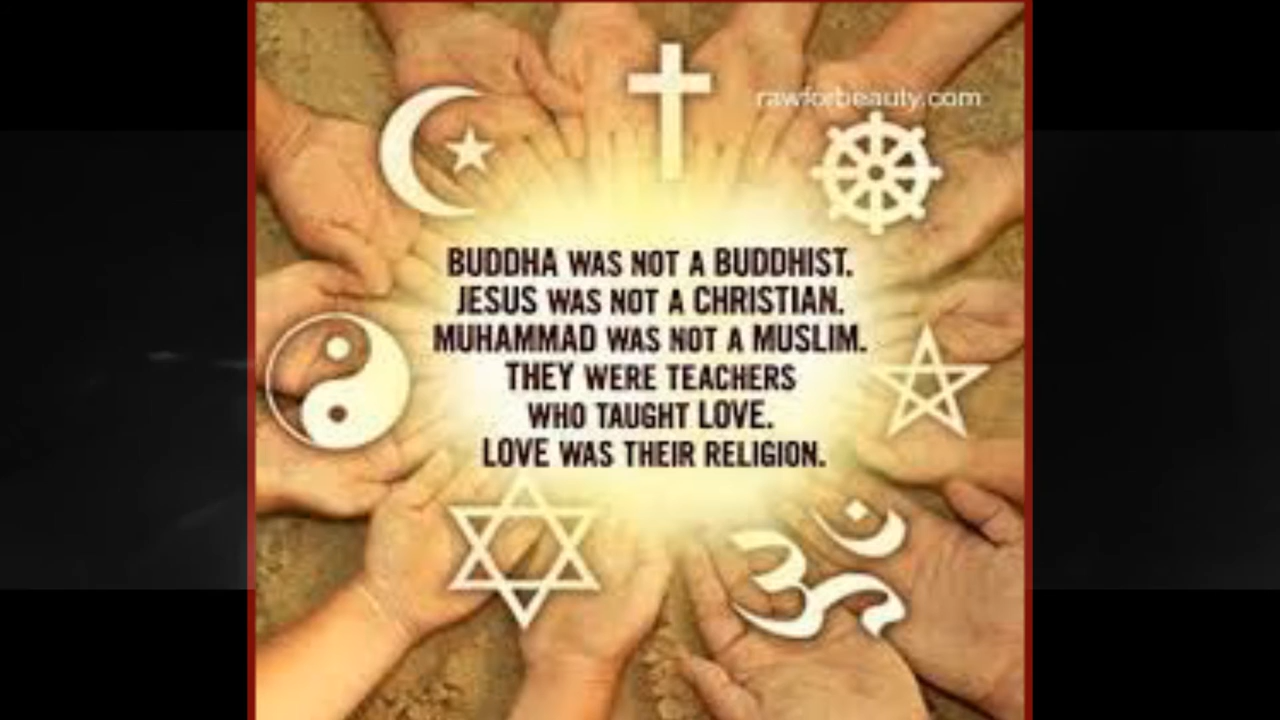 rawforbeauty.com
BUDDHA WAS NOT A BUDDHIST.
JESUS WAS NOT A CHRISTIAN.
MUHAMMAD WAS NOT A MUSLIM.
THEY WERE TEACHERS
WHO TAUGHT LOVE.
LOVE WAS THEIR RELIGION.